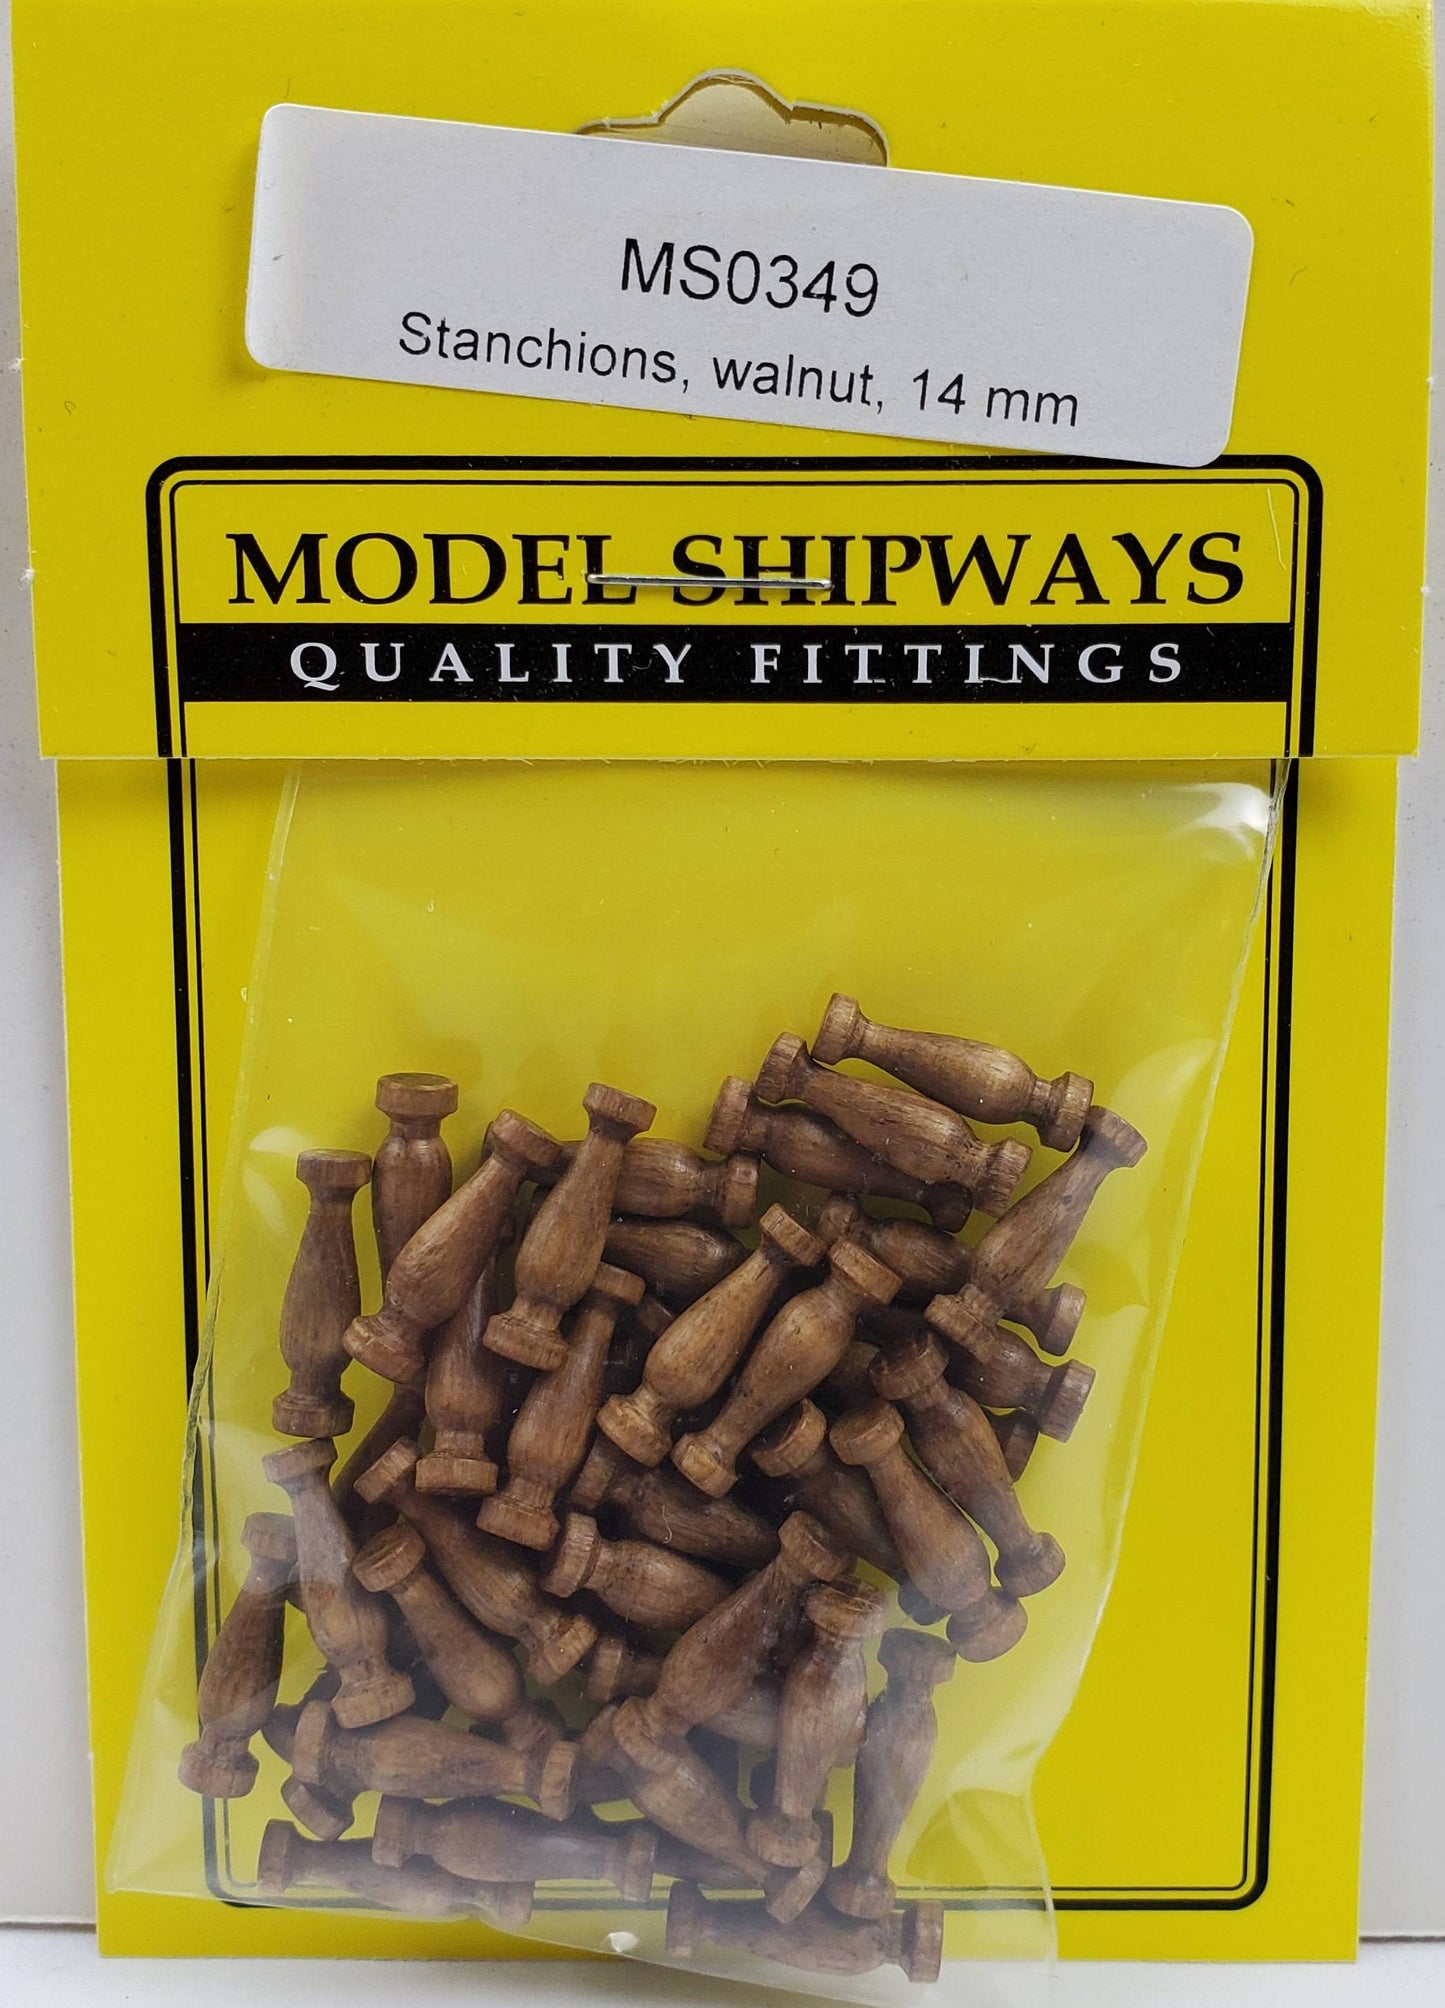 MS0349
Stanchions, walnut, 14 mm
MODEL SHIPWAYS
QUALITY FITTINGS